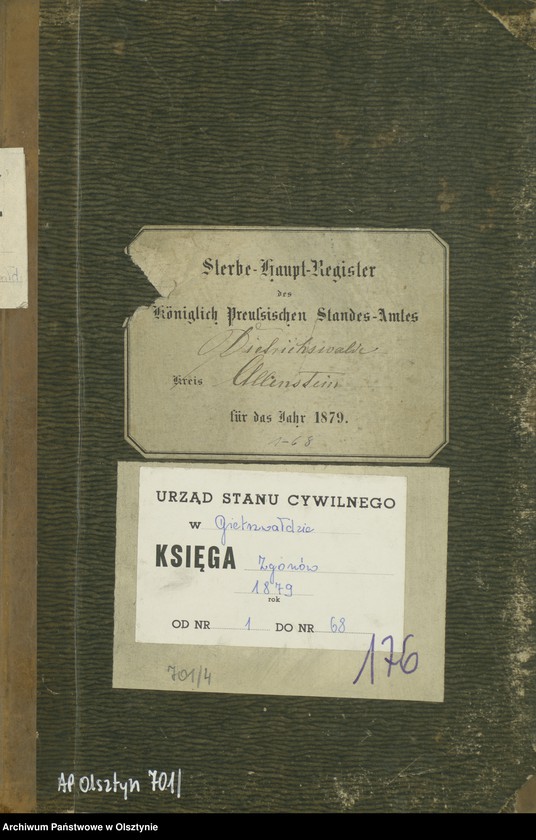 Sterbe-Haupt-Register
des
Königlich Preußischen Standes-Amtes
Dietrichswalde
Kreis Allenstein
für das Jahr 1879.
1-68
URZĄD STANU CYWILNEGO
w Gietrzwałdzie
KSIĘGA Zgonów
1879
rok
OD NR 1 DO NR 68
176
701/4
AP Olsztyn 701/
Archiwum Państwowe w Olsztynie